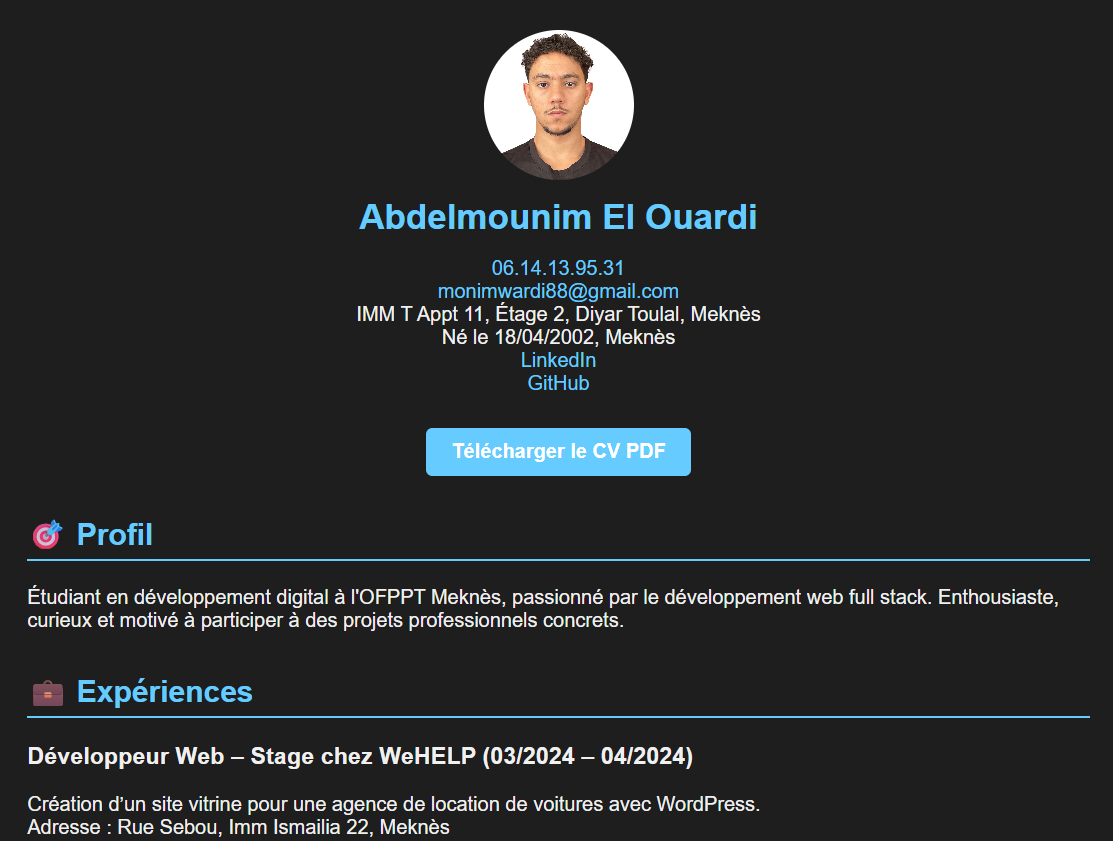 Abdelmounim El Ouardi
06.14.13.95.31
monimwardi88@gmail.com
IMM T Appt 11, Étage 2, Diyar Toulal, Meknès
Né le 18/04/2002, Meknès
LinkedIn
GitHub
Télécharger le CV PDF
Profil
Étudiant en développement digital à l'OFPPT Meknès, passionné par le développement web full stack. Enthousiaste,
curieux et motivé à participer à des projets professionnels concrets.
Expériences
Développeur Web – Stage chez WeHELP (03/2024 – 04/2024)
Création d’un site vitrine pour une agence de location de voitures avec WordPress.
Adresse : Rue Sebou, Imm Ismailia 22, Meknès